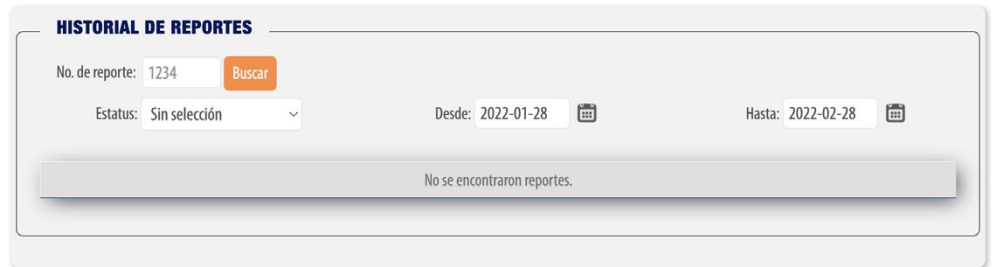 HISTORIAL DE REPORTES
No. de reporte: 1234 Buscar
Estatus: Sin selección Desde: 2022-01-28 Hasta: 2022-02-28
No se encontraron reportes.